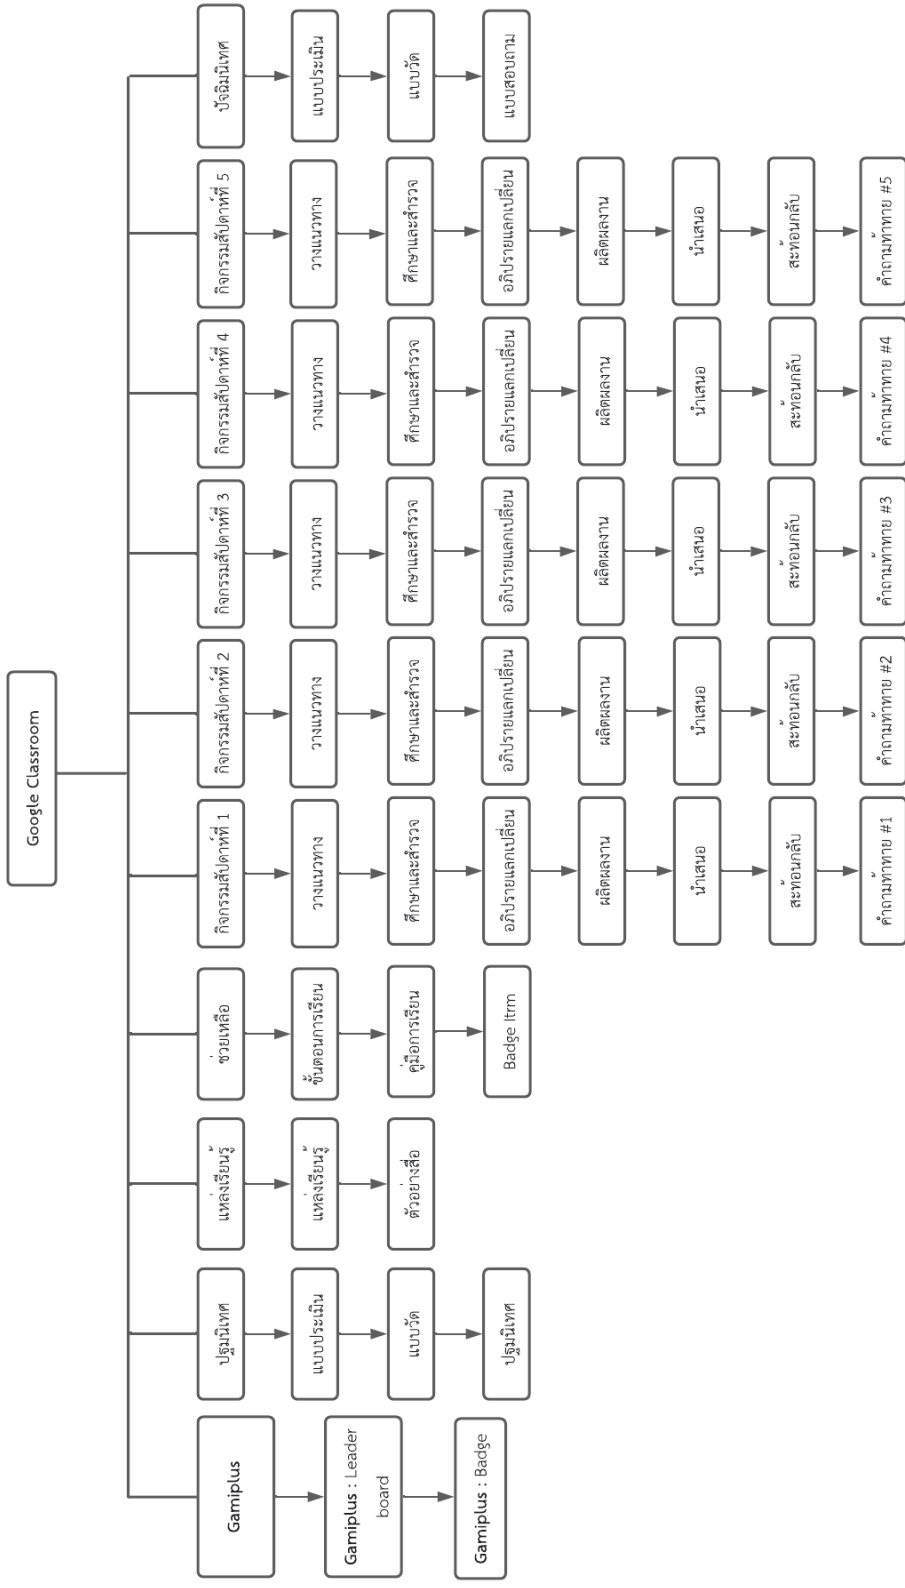 Google Classroom
Gamiplus
Gamiplus : Leader
board
Gamiplus : Badge
ปฐมนิเทศ
แบบประเมิน
แบบวัด
ปฐมนิเทศ
แหล่งเรียนรู้
แหล่งเรียนรู้
ตัวอย่างสื่อ
ช่วยเหลือ
ขั้นตอนการเรียน
คู่มือการเรียน
Badge Itrm
กิจกรรมสัปดาห์ที่ 1
วางแนวทาง
ศึกษาและสำรวจ
อภิปรายแลกเปลี่ยน
ผลิตผลงาน
นำเสนอ
สะท้อนกลับ
คำถามท้าทาย #1
กิจกรรมสัปดาห์ที่ 2
วางแนวทาง
ศึกษาและสำรวจ
อภิปรายแลกเปลี่ยน
ผลิตผลงาน
นำเสนอ
สะท้อนกลับ
คำถามท้าทาย #2
กิจกรรมสัปดาห์ที่ 3
วางแนวทาง
ศึกษาและสำรวจ
อภิปรายแลกเปลี่ยน
ผลิตผลงาน
นำเสนอ
สะท้อนกลับ
คำถามท้าทาย #3
กิจกรรมสัปดาห์ที่ 4
วางแนวทาง
ศึกษาและสำรวจ
อภิปรายแลกเปลี่ยน
ผลิตผลงาน
นำเสนอ
สะท้อนกลับ
คำถามท้าทาย #4
กิจกรรมสัปดาห์ที่ 5
วางแนวทาง
ศึกษาและสำรวจ
อภิปรายแลกเปลี่ยน
ผลิตผลงาน
นำเสนอ
สะท้อนกลับ
คำถามท้าทาย #5
ปัจฉิมนิเทศ
แบบประเมิน
แบบวัด
แบบสอบถาม